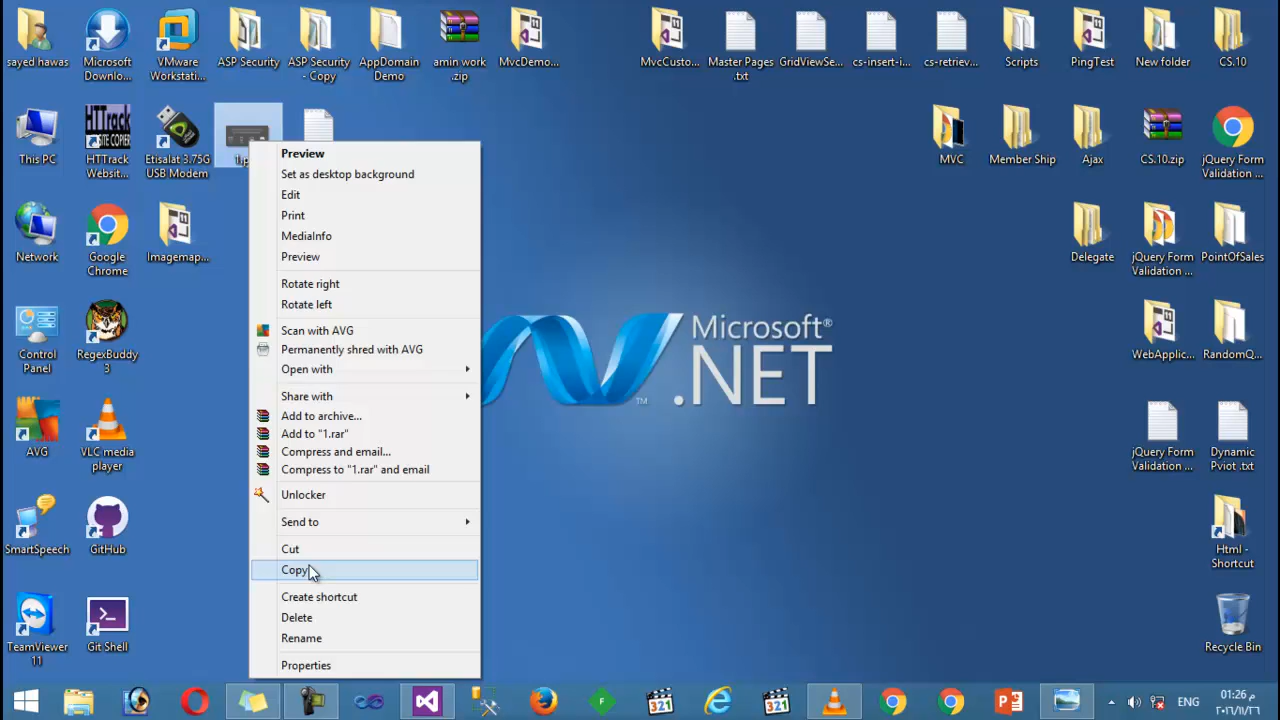 sayed hawas
Microsoft
Downlo...
VMware
Workstati...
ASP Security
ASP Security
- Copy
AppDomain
Demo
amin work
.zip
MvcDemo...
MvcCusto...
Master Pages
.txt
GridViewSe...
cs-insert-i...
cs-retriev...
Scripts
PingTest
New folder
CS.10
This PC
HTTrack
SITE COPIER
HTTrack
Websit...
Etisalat 3.75G
USB Modem
MVC
Member Ship
Ajax
CS.10.zip
jQuery Form
Validation ...
Network
Google
Chrome
Imagemap...
Delegate
jQuery Form
Validation ...
PointOfSales
Control
Panel
RegexBuddy
3
WebApplic...
RandomQ...
AVG
VLC media
player
jQuery Form
Validation ...
Dynamic
Pviot .txt
SmartSpeech
GitHub
Html -
Shortcut
TeamViewer
11
Git Shell
Recycle Bin
Preview
Set as desktop background
Edit
Print
MediaInfo
Preview
Rotate right
Rotate left
Scan with AVG
Permanently shred with AVG
Open with
Share with
Add to archive...
Add to "1.rar"
Compress and email...
Compress to "1.rar" and email
Unlocker
Send to
Cut
Copy
Create shortcut
Delete
Rename
Properties
Microsoft®
.NET
TM
321
321
ENG
01:26 م